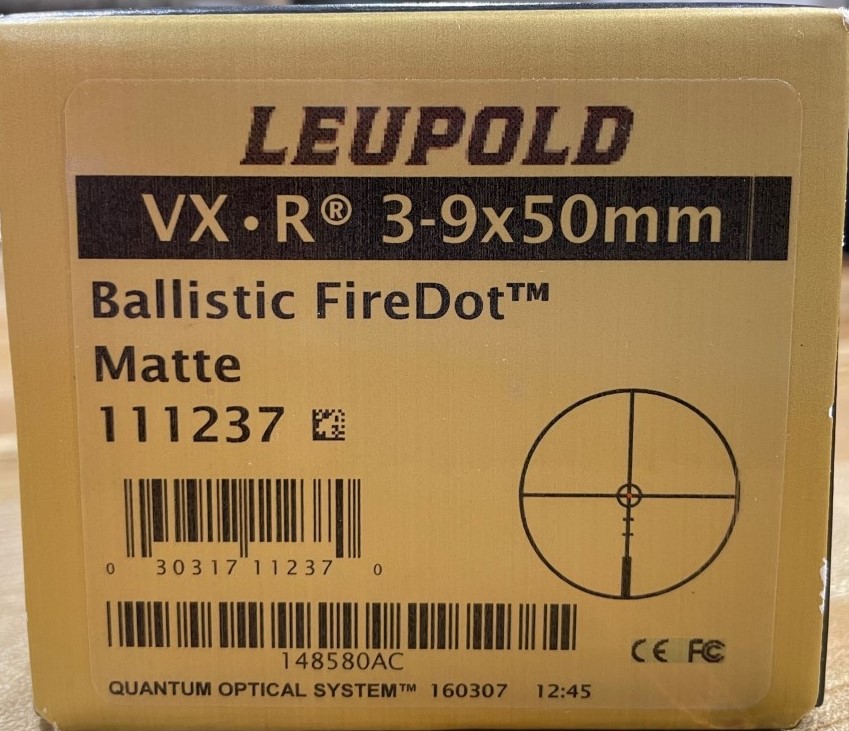 LEUPOLD
VX•R® 3-9x50mm
Ballistic FireDot™
Matte
111237
0 30317 11237 0
148580AC
CE FC
QUANTUM OPTICAL SYSTEM™ 160307 12:45